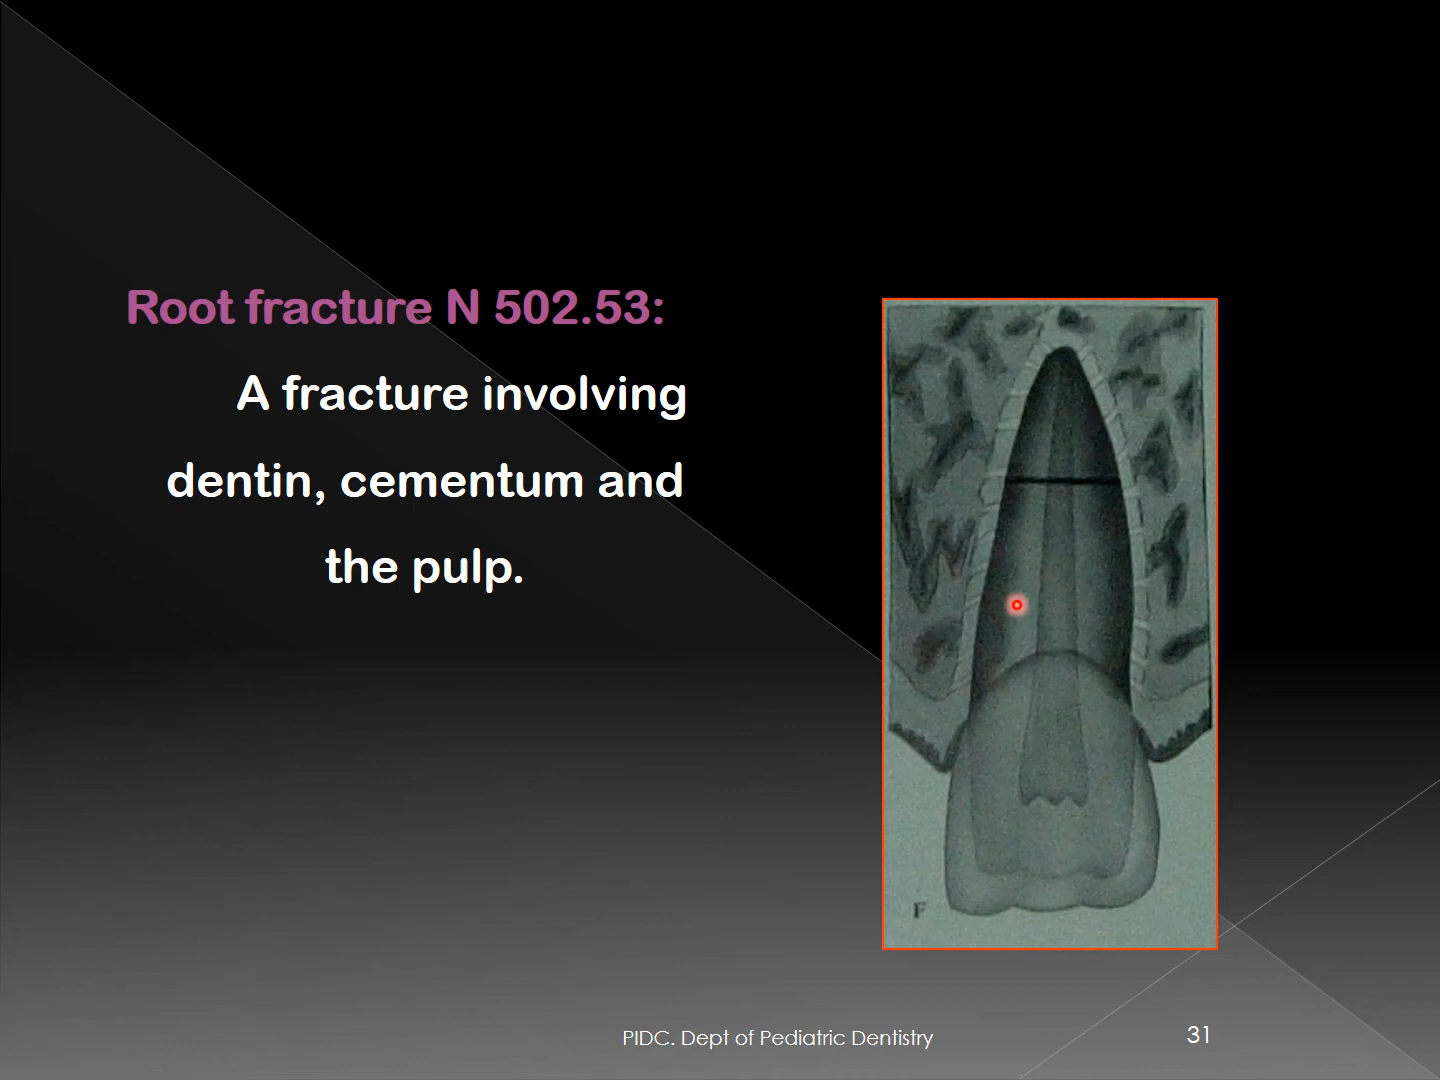 Root fracture N 502.53:
A fracture involving
dentin, cementum and
the pulp.
F
PIDC. Dept of Pediatric Dentistry
31